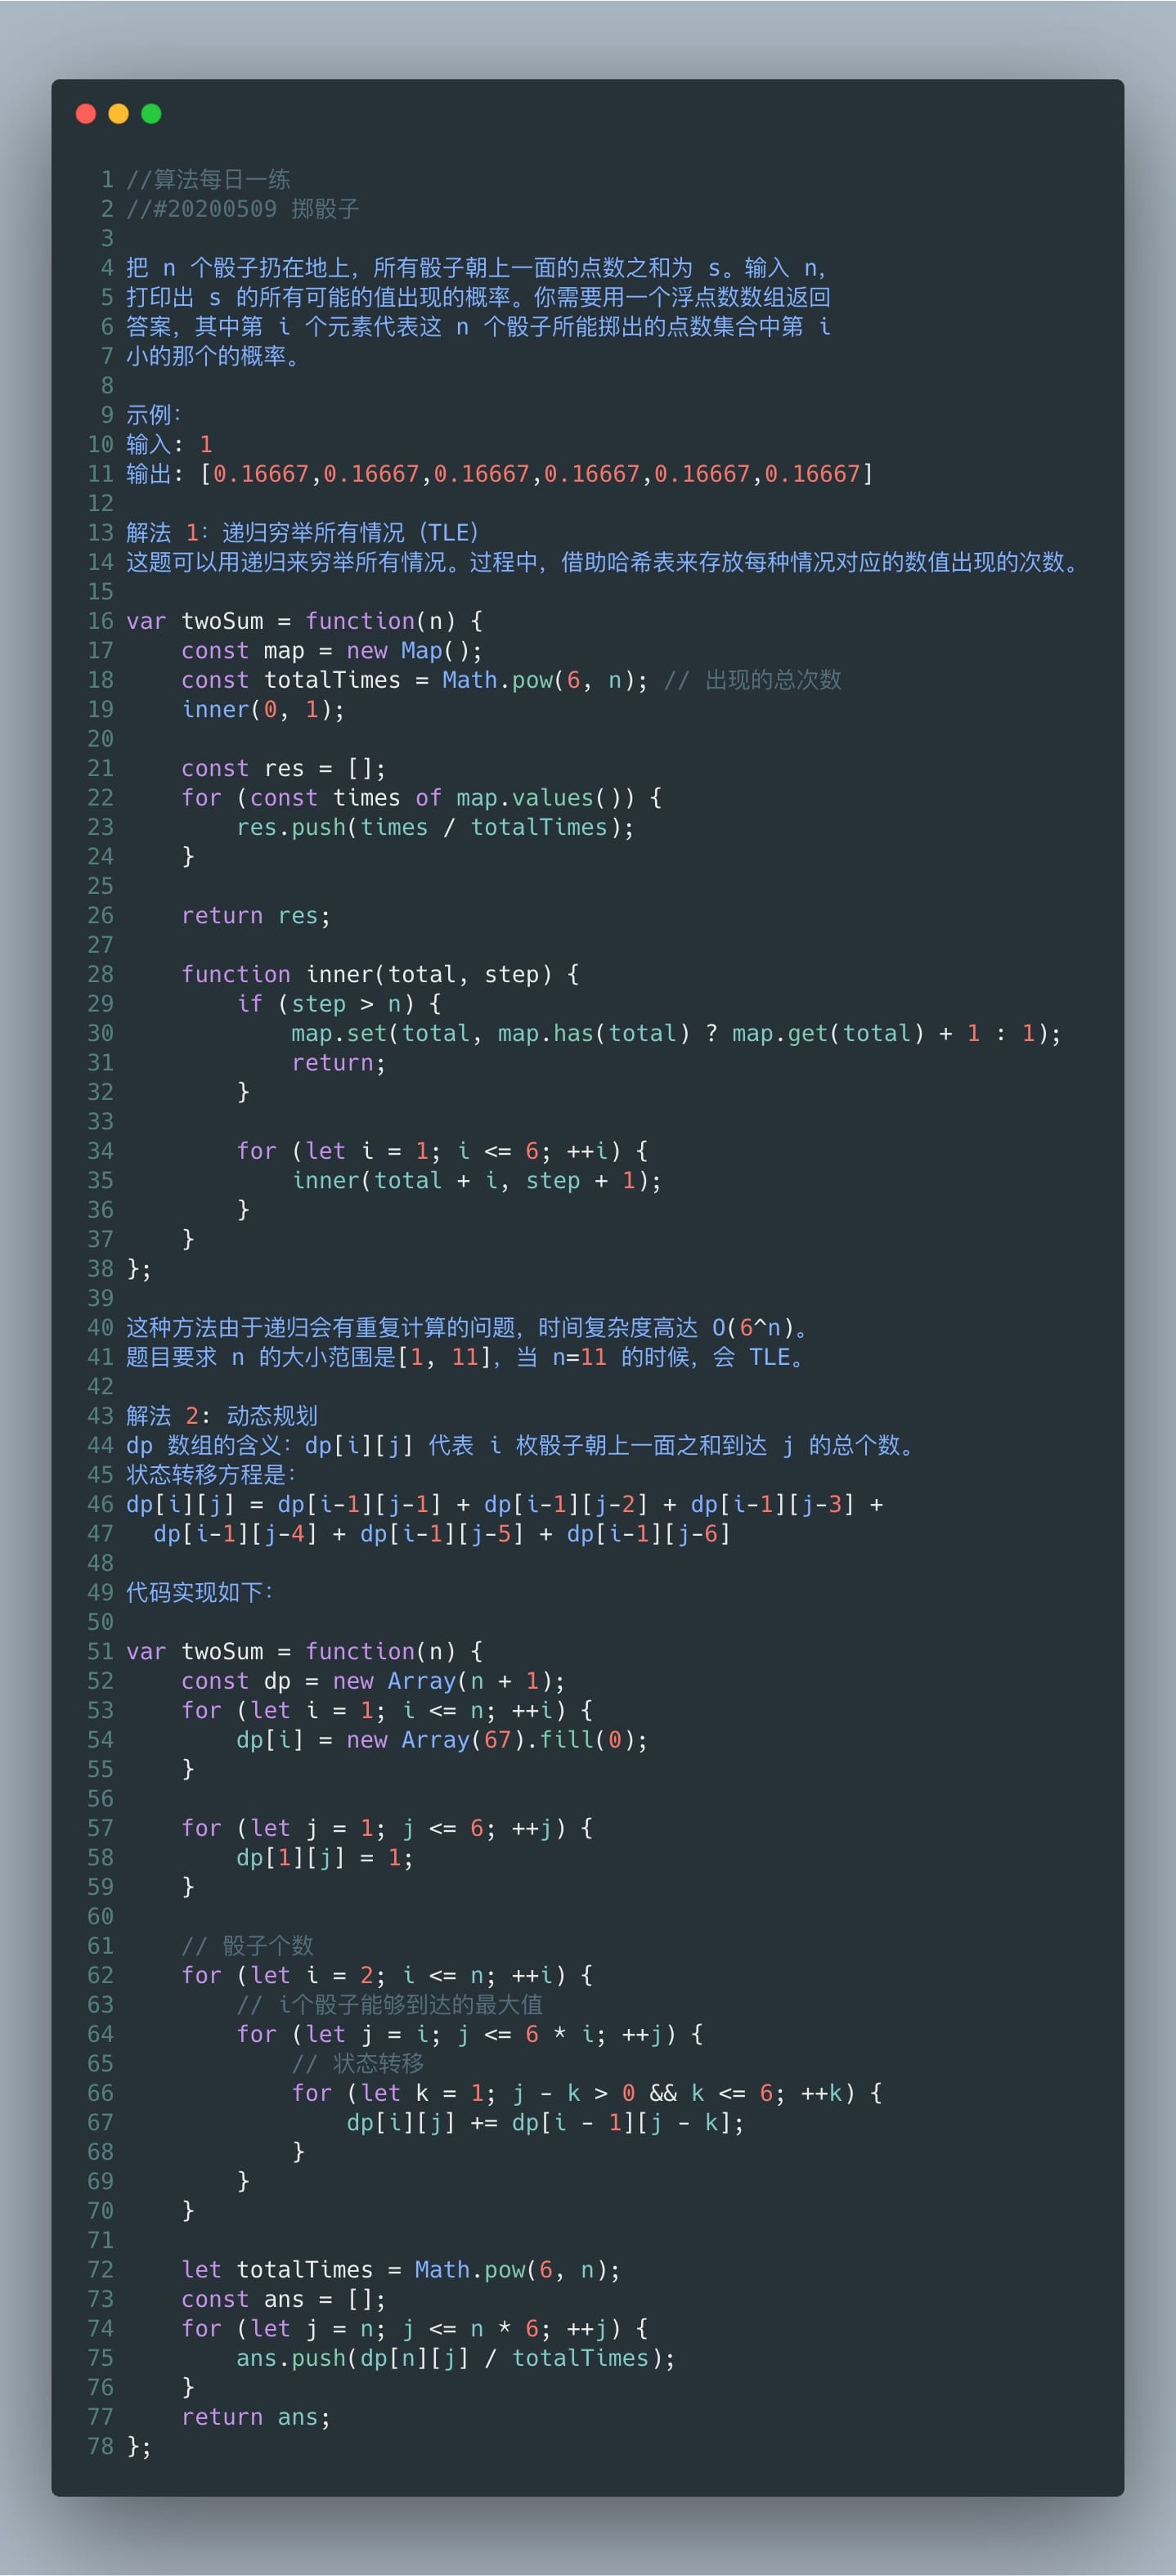 1 //算法每日一练
2 //#20200509 掷骰子
3
4 把 n 个骰子扔在地上，所有骰子朝上一面的点数之和为 s。输入 n，
5 打印出 s 的所有可能的值出现的概率。你需要用一个浮点数数组返回
6 答案，其中第 i 个元素代表这 n 个骰子所能掷出的点数集合中第 i
7 小的那个的概率。
8
9 示例：
10 输入: 1
11 输出: [0.16667,0.16667,0.16667,0.16667,0.16667,0.16667]
12
13 解法 1：递归穷举所有情况（TLE）
14 这题可以用递归来穷举所有情况。过程中，借助哈希表来存放每种情况对应的数值出现的次数。
15
16 var twoSum = function(n) {
17     const map = new Map();
18     const totalTimes = Math.pow(6, n); // 出现的总次数
19     inner(0, 1);
20
21     const res = [];
22     for (const times of map.values()) {
23         res.push(times / totalTimes);
24     }
25
26     return res;
27
28     function inner(total, step) {
29         if (step > n) {
30             map.set(total, map.has(total) ? map.get(total) + 1 : 1);
31             return;
32         }
33
34         for (let i = 1; i <= 6; ++i) {
35             inner(total + i, step + 1);
36         }
37     }
38 };
39
40 这种方法由于递归会有重复计算的问题，时间复杂度高达 O(6^n)。
41 题目要求 n 的大小范围是[1, 11]，当 n=11 的时候，会 TLE。
42
43 解法 2: 动态规划
44 dp 数组的含义：dp[i][j] 代表 i 枚骰子朝上一面之和到达 j 的总个数。
45 状态转移方程是：
46 dp[i][j] = dp[i-1][j-1] + dp[i-1][j-2] + dp[i-1][j-3] +
47   dp[i-1][j-4] + dp[i-1][j-5] + dp[i-1][j-6]
48
49 代码实现如下：
50
51 var twoSum = function(n) {
52     const dp = new Array(n + 1);
53     for (let i = 1; i <= n; ++i) {
54         dp[i] = new Array(67).fill(0);
55     }
56
57     for (let j = 1; j <= 6; ++j) {
58         dp[1][j] = 1;
59     }
60
61     // 骰子个数
62     for (let i = 2; i <= n; ++i) {
63         // i个骰子能够到达的最大值
64         for (let j = i; j <= 6 * i; ++j) {
65             // 状态转移
66             for (let k = 1; j - k > 0 && k <= 6; ++k) {
67                 dp[i][j] += dp[i - 1][j - k];
68             }
69         }
70     }
71
72     let totalTimes = Math.pow(6, n);
73     const ans = [];
74     for (let j = n; j <= n * 6; ++j) {
75         ans.push(dp[n][j] / totalTimes);
76     }
77     return ans;
78 };